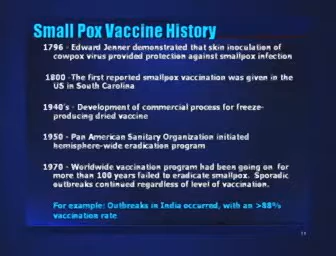 Small Pox Vaccine History
1796 - Edward Jenner demonstrated that skin inoculation of
cowpox virus provided protection against smallpox infection
1800 -The first reported smallpox vaccination was given in the
US in South Carolina
1940's - Development of commercial process for freeze-
producing dried vaccine
1950 - Pan American Sanitary Organization initiated
hemisphere-wide eradication program
1970 - Worldwide vaccination program had been going on for
more than 100 years failed to eradicate smallpox. Sporadic
outbreaks continued regardless of level of vaccination.
For example: Outbreaks in India occurred, with an >88%
vaccination rate